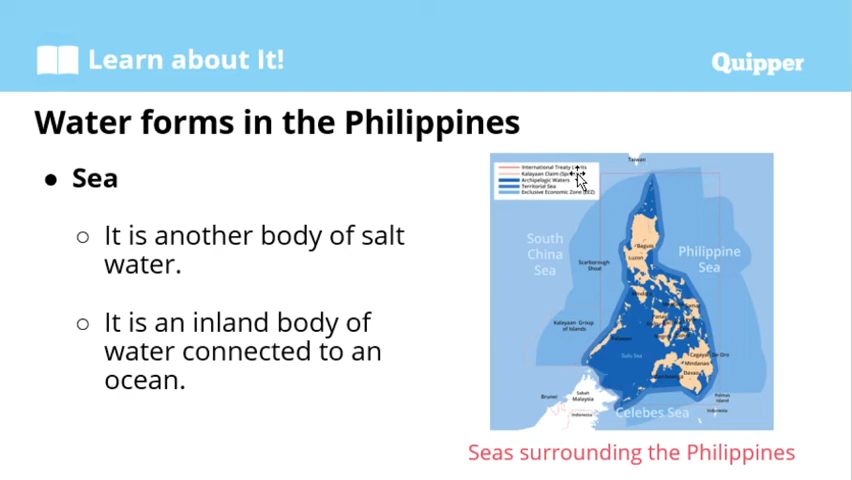 Learn about It!
Quipper
Water forms in the Philippines
● Sea
○ It is another body of salt
water.
○ It is an inland body of
water connected to an
ocean.
Taiwan
International Treaty Limits
Kalayaan Claim
Archipelagic Waters
Territorial Sea
Exclusive Economic Zone (EEZ)
South
China
Sea
Philippine
Sea
Baguio
Luzon
Scarborough
Shoal
Mindoro
Kalayaan Group
of Islands
Palawan
Sulu Sea
Cagayan De Oro
Mindanao
Davao
Brunei
Sabah
Malaysia
Indonesia
Palmas
Island
Indonesia
Celebes Sea
Seas surrounding the Philippines